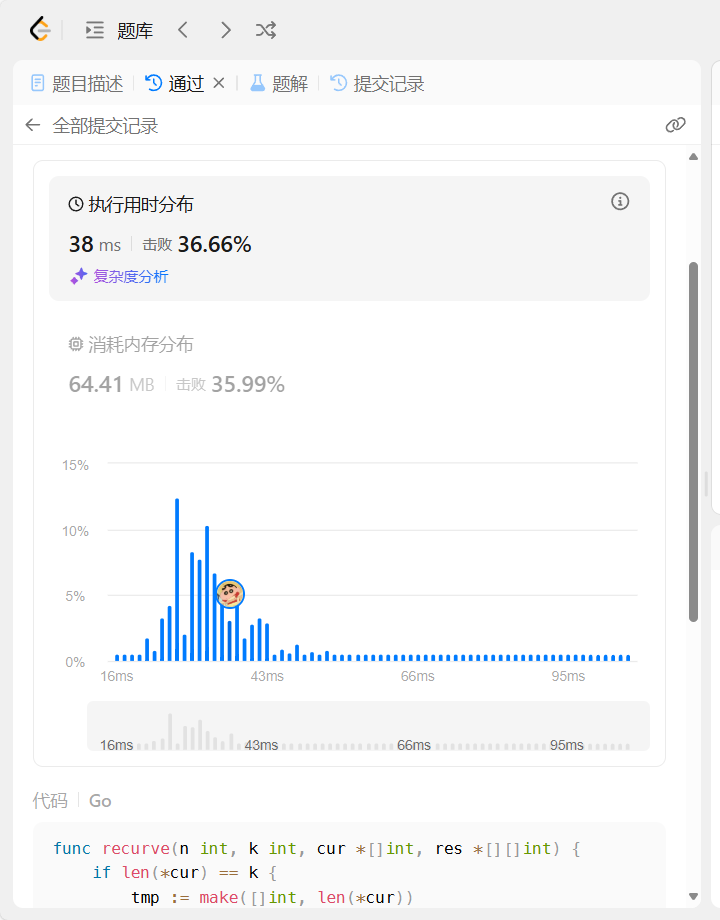 题库
题目描述 通过 题解 提交记录
全部提交记录
执行用时分布
38 ms 击败 36.66%
复杂度分析
消耗内存分布
64.41 MB 击败 35.99%
15%
10%
5%
0%
16ms 43ms 66ms 95ms
16ms 43ms 66ms 95ms
代码 Go
func recurve(n int, k int, cur *[]int, res *[][]int) {
    if len(*cur) == k {
        tmp := make([]int, len(*cur))